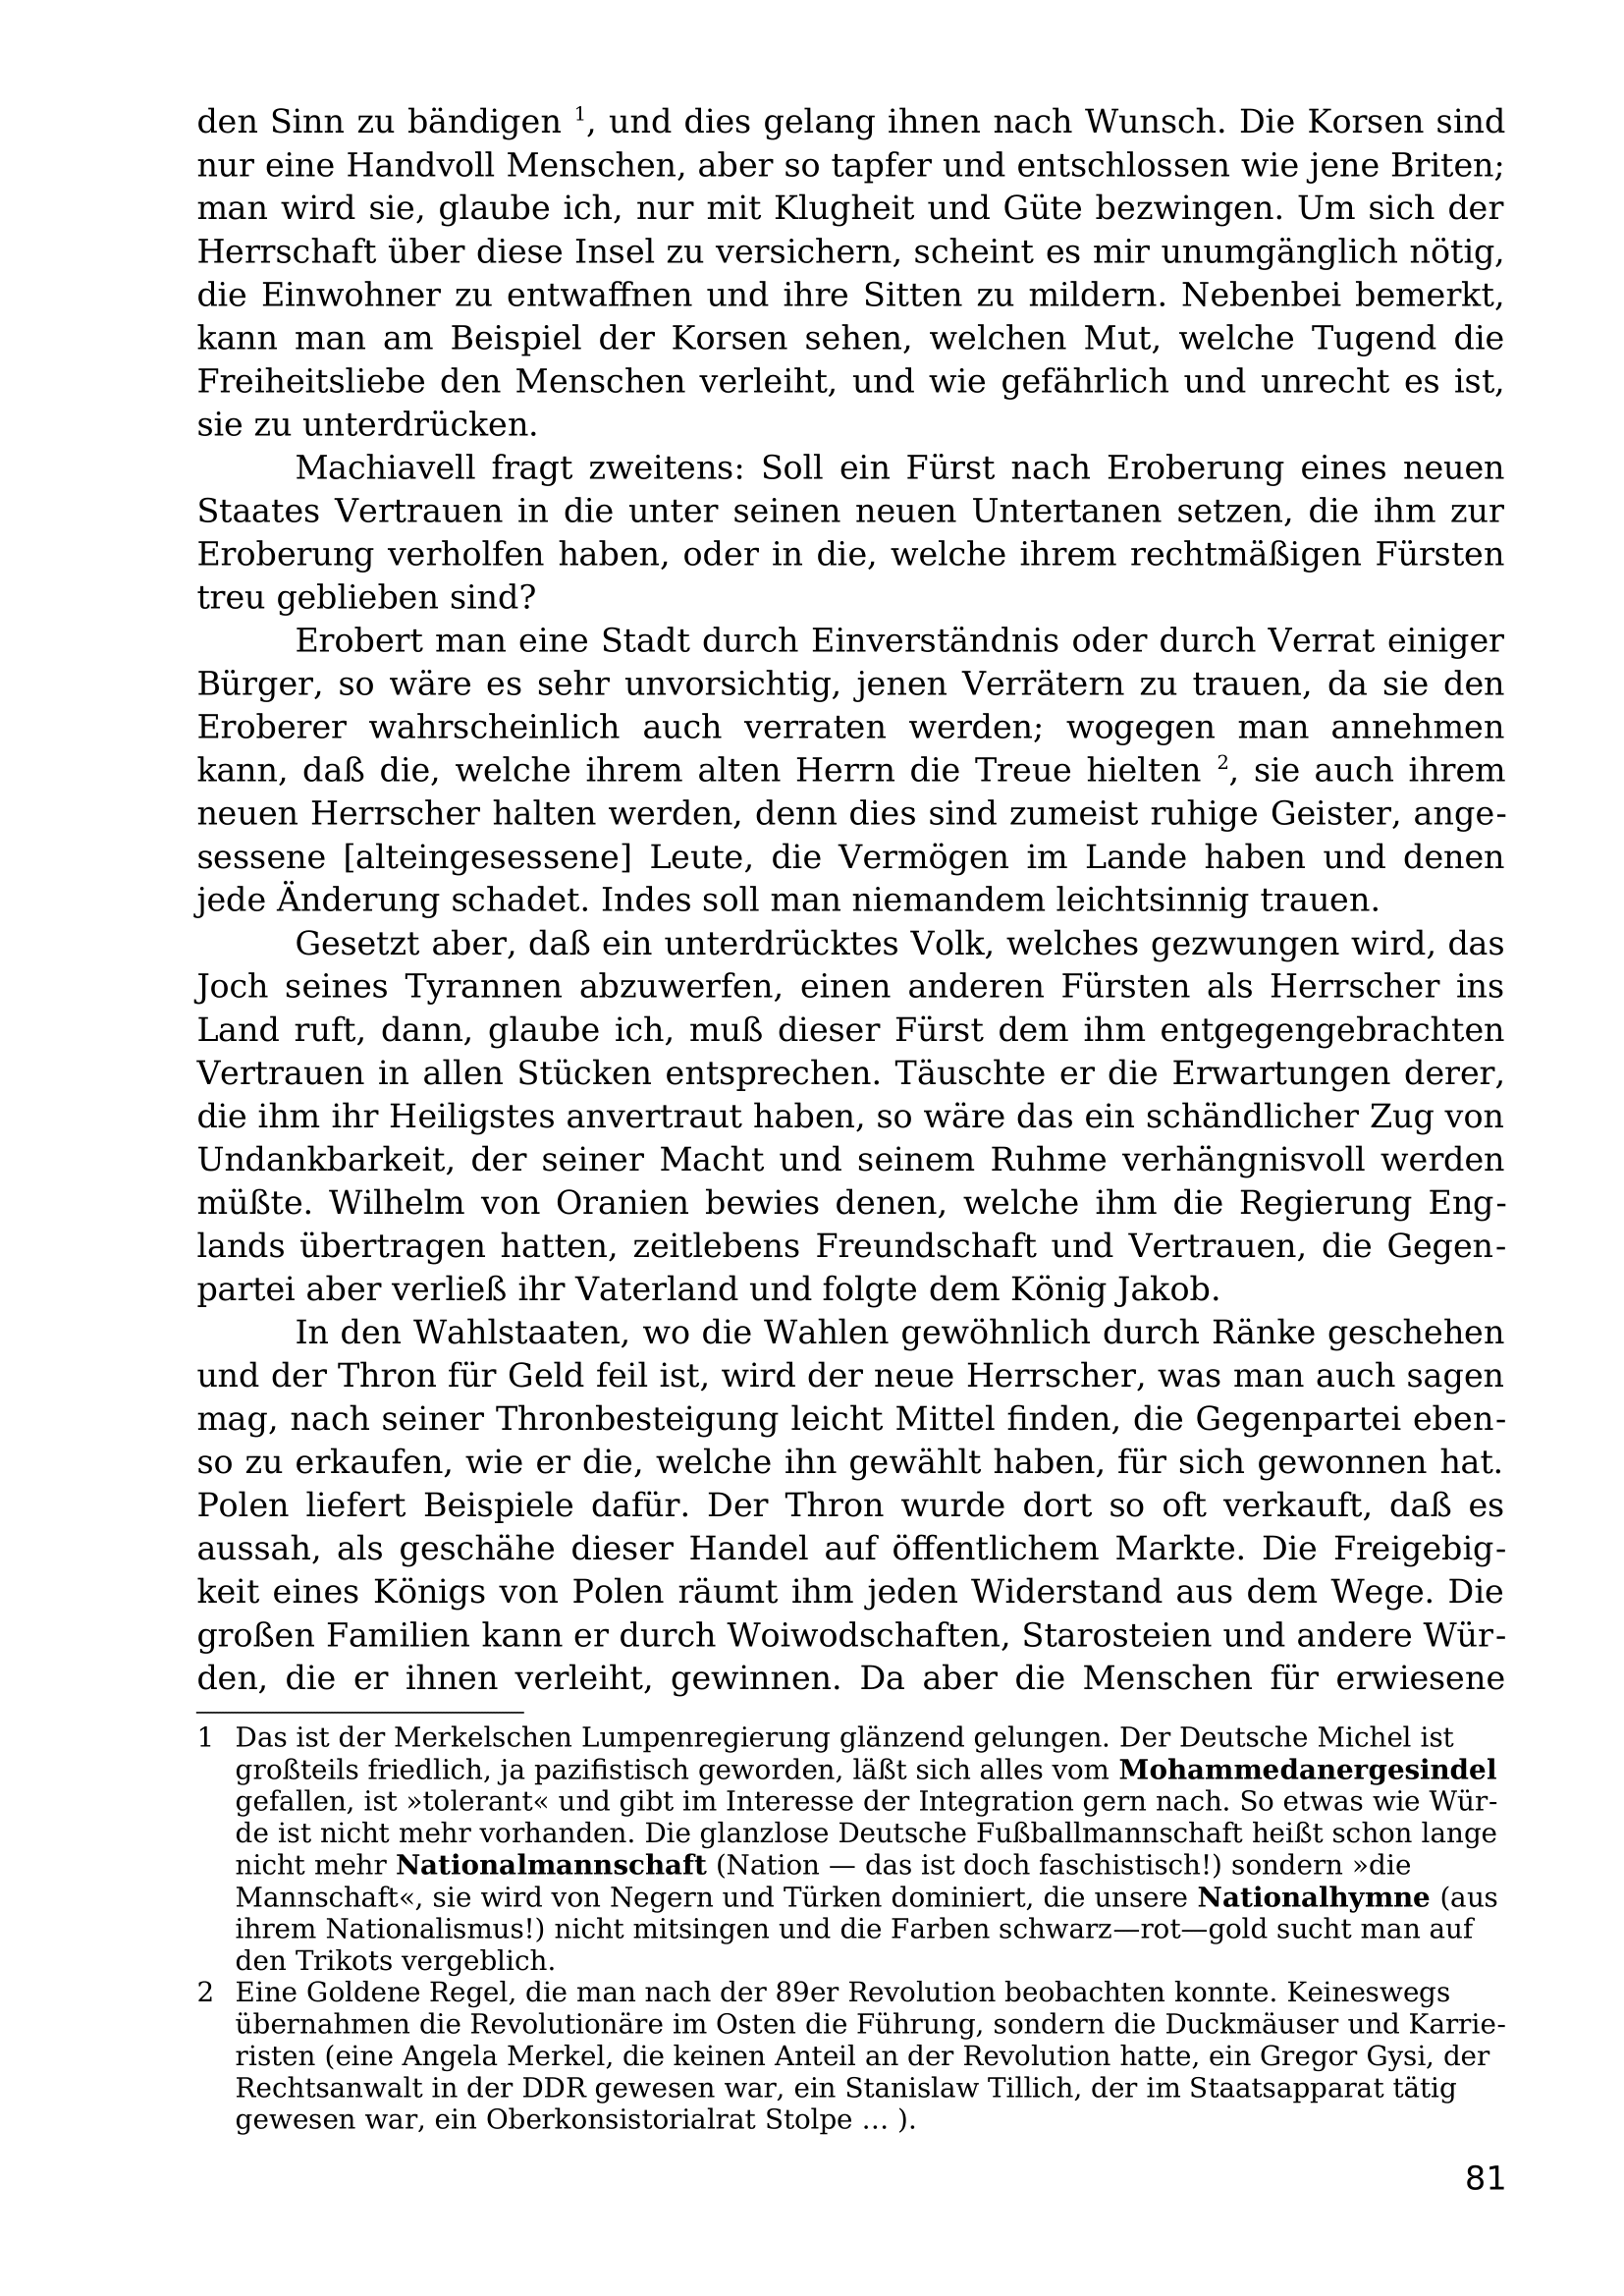 den Sinn zu bändigen ¹, und dies gelang ihnen nach Wunsch. Die Korsen sind
nur eine Handvoll Menschen, aber so tapfer und entschlossen wie jene Briten;
man wird sie, glaube ich, nur mit Klugheit und Güte bezwingen. Um sich der
Herrschaft über diese Insel zu versichern, scheint es mir unumgänglich nötig,
die Einwohner zu entwaffnen und ihre Sitten zu mildern. Nebenbei bemerkt,
kann man am Beispiel der Korsen sehen, welchen Mut, welche Tugend die
Freiheitsliebe den Menschen verleiht, und wie gefährlich und unrecht es ist,
sie zu unterdrücken.
Machiavell fragt zweitens: Soll ein Fürst nach Eroberung eines neuen
Staates Vertrauen in die unter seinen neuen Untertanen setzen, die ihm zur
Eroberung verholfen haben, oder in die, welche ihrem rechtmäßigen Fürsten
treu geblieben sind?
Erobert man eine Stadt durch Einverständnis oder durch Verrat einiger
Bürger, so wäre es sehr unvorsichtig, jenen Verrätern zu trauen, da sie den
Eroberer wahrscheinlich auch verraten werden; wogegen man annehmen
kann, daß die, welche ihrem alten Herrn die Treue hielten ², sie auch ihrem
neuen Herrscher halten werden, denn dies sind zumeist ruhige Geister, ange-
sessene [alteingesessene] Leute, die Vermögen im Lande haben und denen
jede Änderung schadet. Indes soll man niemandem leichtsinnig trauen.
Gesetzt aber, daß ein unterdrücktes Volk, welches gezwungen wird, das
Joch seines Tyrannen abzuwerfen, einen anderen Fürsten als Herrscher ins
Land ruft, dann, glaube ich, muß dieser Fürst dem ihm entgegengebrachten
Vertrauen in allen Stücken entsprechen. Täuschte er die Erwartungen derer,
die ihm ihr Heiligstes anvertraut haben, so wäre das ein schändlicher Zug von
Undankbarkeit, der seiner Macht und seinem Ruhme verhängnisvoll werden
müßte. Wilhelm von Oranien bewies denen, welche ihm die Regierung Eng-
lands übertragen hatten, zeitlebens Freundschaft und Vertrauen, die Gegen-
partei aber verließ ihr Vaterland und folgte dem König Jakob.
In den Wahlstaaten, wo die Wahlen gewöhnlich durch Ränke geschehen
und der Thron für Geld feil ist, wird der neue Herrscher, was man auch sagen
mag, nach seiner Thronbesteigung leicht Mittel finden, die Gegenpartei eben-
so zu erkaufen, wie er die, welche ihn gewählt haben, für sich gewonnen hat.
Polen liefert Beispiele dafür. Der Thron wurde dort so oft verkauft, daß es
aussah, als geschähe dieser Handel auf öffentlichem Markte. Die Freigebig-
keit eines Königs von Polen räumt ihm jeden Widerstand aus dem Wege. Die
großen Familien kann er durch Woiwodschaften, Starosteien und andere Wür-
den, die er ihnen verleiht, gewinnen. Da aber die Menschen für erwiesene
1 Das ist der Merkelschen Lumpenregierung glänzend gelungen. Der Deutsche Michel ist
großteils friedlich, ja pazifistisch geworden, läßt sich alles vom Mohammedanergesindel
gefallen, ist »tolerant« und gibt im Interesse der Integration gern nach. So etwas wie Wür-
de ist nicht mehr vorhanden. Die glanzlose Deutsche Fußballmannschaft heißt schon lange
nicht mehr Nationalmannschaft (Nation — das ist doch faschistisch!) sondern »die
Mannschaft«, sie wird von Negern und Türken dominiert, die unsere Nationalhymne (aus
ihrem Nationalismus!) nicht mitsingen und die Farben schwarz—rot—gold sucht man auf
den Trikots vergeblich.
2 Eine Goldene Regel, die man nach der 89er Revolution beobachten konnte. Keineswegs
übernahmen die Revolutionäre im Osten die Führung, sondern die Duckmäuser und Karrie-
risten (eine Angela Merkel, die keinen Anteil an der Revolution hatte, ein Gregor Gysi, der
Rechtsanwalt in der DDR gewesen war, ein Stanislaw Tillich, der im Staatsapparat tätig
gewesen war, ein Oberkonsistorialrat Stolpe … ).
81